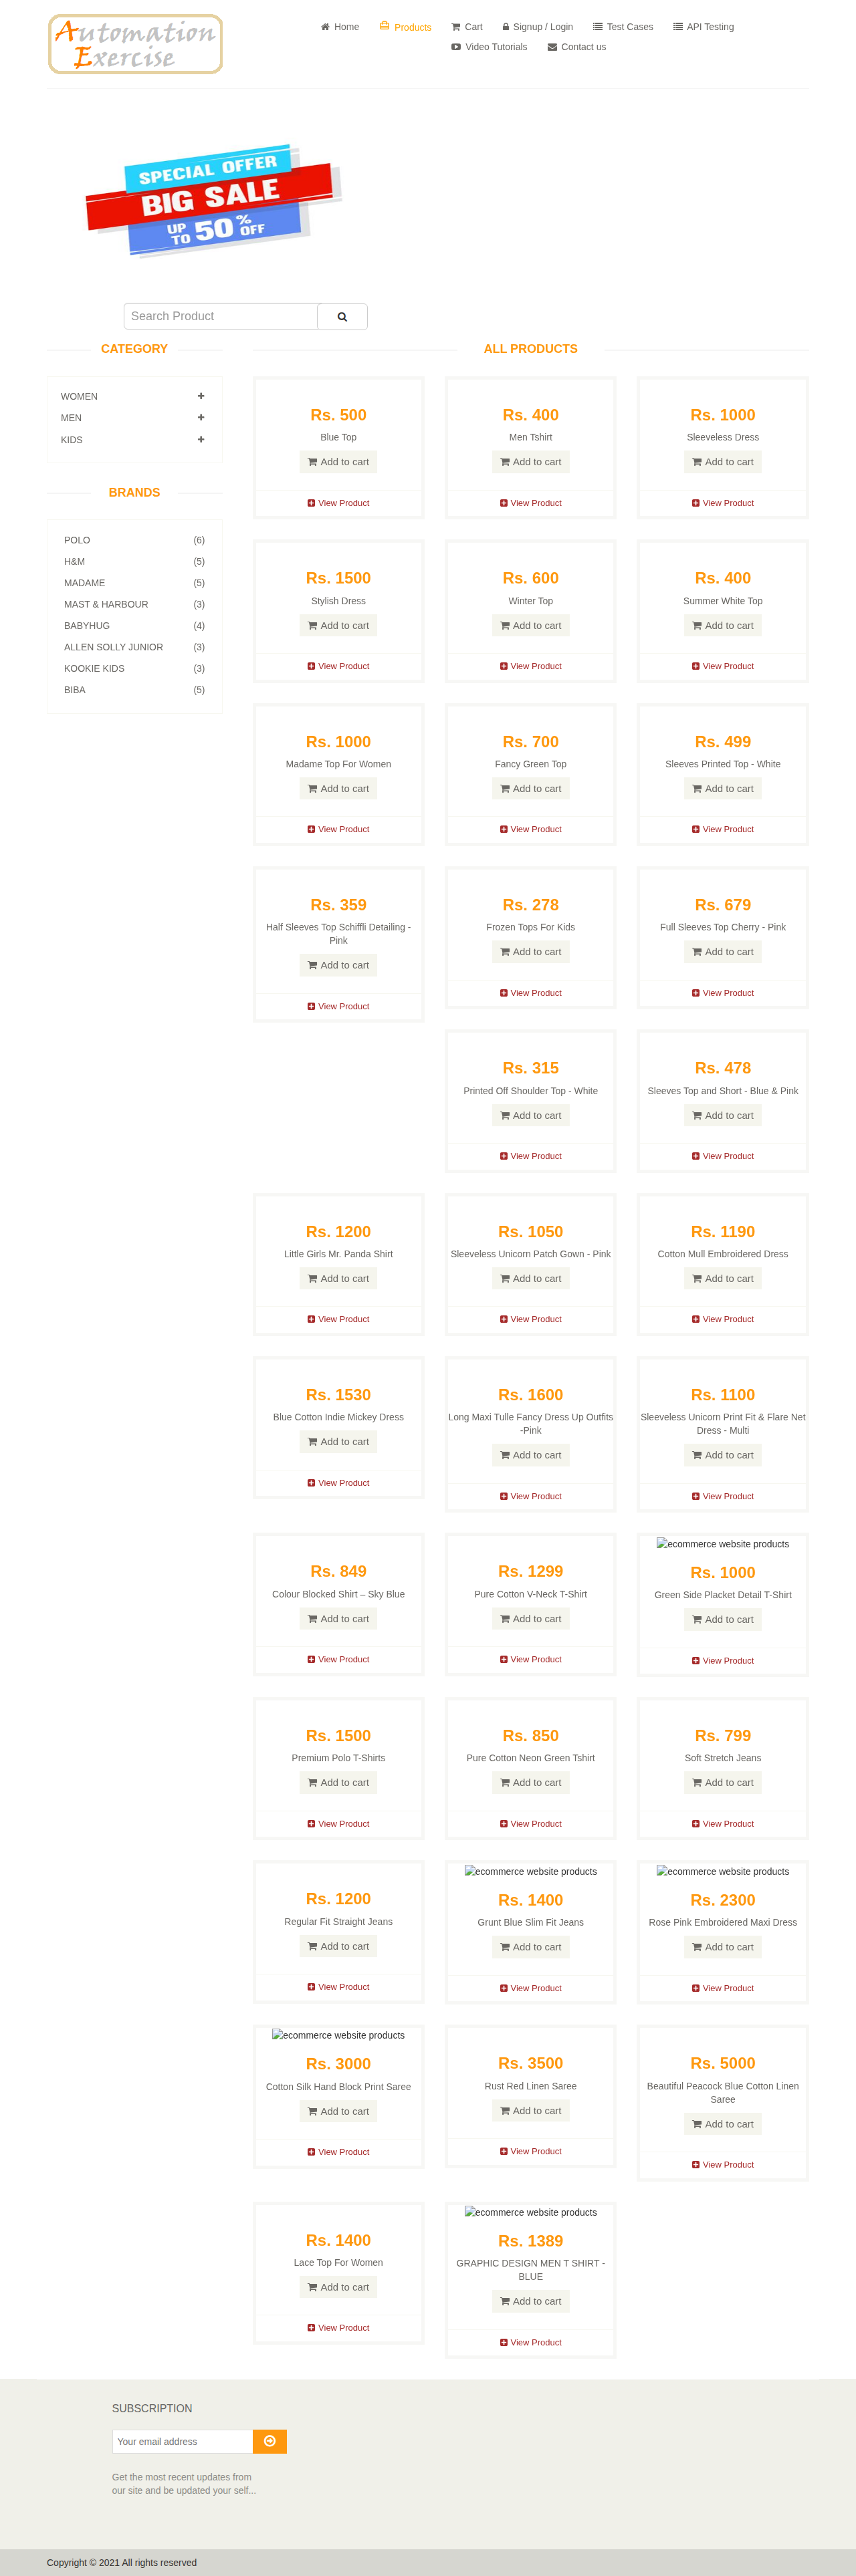 Automation
Exercise
Home
Products
Cart
Signup / Login
Test Cases
API Testing
Video Tutorials
Contact us
SPECIAL OFFER
BIG SALE
UP TO 50 % OFF
Search Product
CATEGORY
WOMEN
MEN
KIDS
BRANDS
POLO (6)
H&M (5)
MADAME (5)
MAST & HARBOUR (3)
BABYHUG (4)
ALLEN SOLLY JUNIOR (3)
KOOKIE KIDS (3)
BIBA (5)
ALL PRODUCTS
Rs. 500
Blue Top
Add to cart
View Product
Rs. 400
Men Tshirt
Add to cart
View Product
Rs. 1000
Sleeveless Dress
Add to cart
View Product
Rs. 1500
Stylish Dress
Add to cart
View Product
Rs. 600
Winter Top
Add to cart
View Product
Rs. 400
Summer White Top
Add to cart
View Product
Rs. 1000
Madame Top For Women
Add to cart
View Product
Rs. 700
Fancy Green Top
Add to cart
View Product
Rs. 499
Sleeves Printed Top - White
Add to cart
View Product
Rs. 359
Half Sleeves Top Schiffli Detailing -
Pink
Add to cart
View Product
Rs. 278
Frozen Tops For Kids
Add to cart
View Product
Rs. 679
Full Sleeves Top Cherry - Pink
Add to cart
View Product
Rs. 315
Printed Off Shoulder Top - White
Add to cart
View Product
Rs. 478
Sleeves Top and Short - Blue & Pink
Add to cart
View Product
Rs. 1200
Little Girls Mr. Panda Shirt
Add to cart
View Product
Rs. 1050
Sleeveless Unicorn Patch Gown - Pink
Add to cart
View Product
Rs. 1190
Cotton Mull Embroidered Dress
Add to cart
View Product
Rs. 1530
Blue Cotton Indie Mickey Dress
Add to cart
View Product
Rs. 1600
Long Maxi Tulle Fancy Dress Up Outfits
-Pink
Add to cart
View Product
Rs. 1100
Sleeveless Unicorn Print Fit & Flare Net
Dress - Multi
Add to cart
View Product
Rs. 849
Colour Blocked Shirt – Sky Blue
Add to cart
View Product
Rs. 1299
Pure Cotton V-Neck T-Shirt
Add to cart
View Product
ecommerce website products
Rs. 1000
Green Side Placket Detail T-Shirt
Add to cart
View Product
Rs. 1500
Premium Polo T-Shirts
Add to cart
View Product
Rs. 850
Pure Cotton Neon Green Tshirt
Add to cart
View Product
Rs. 799
Soft Stretch Jeans
Add to cart
View Product
Rs. 1200
Regular Fit Straight Jeans
Add to cart
View Product
ecommerce website products
Rs. 1400
Grunt Blue Slim Fit Jeans
Add to cart
View Product
ecommerce website products
Rs. 2300
Rose Pink Embroidered Maxi Dress
Add to cart
View Product
ecommerce website products
Rs. 3000
Cotton Silk Hand Block Print Saree
Add to cart
View Product
Rs. 3500
Rust Red Linen Saree
Add to cart
View Product
Rs. 5000
Beautiful Peacock Blue Cotton Linen
Saree
Add to cart
View Product
Rs. 1400
Lace Top For Women
Add to cart
View Product
ecommerce website products
Rs. 1389
GRAPHIC DESIGN MEN T SHIRT -
BLUE
Add to cart
View Product
SUBSCRIPTION
Your email address
Get the most recent updates from
our site and be updated your self...
Copyright © 2021 All rights reserved